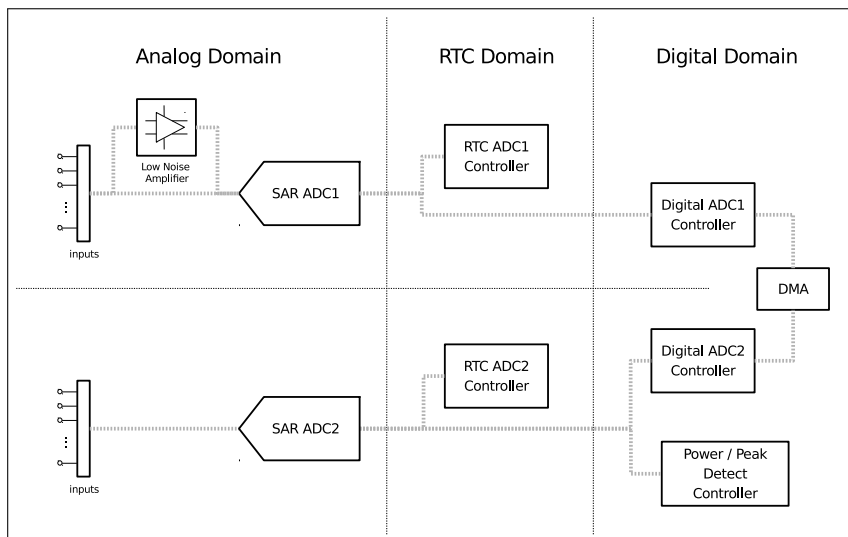 Analog Domain
RTC Domain
Digital Domain
Low Noise
Amplifier
RTC ADC1
Controller
SAR ADC1
Digital ADC1
Controller
inputs
DMA
RTC ADC2
Controller
Digital ADC2
Controller
SAR ADC2
Power / Peak
Detect
Controller
inputs